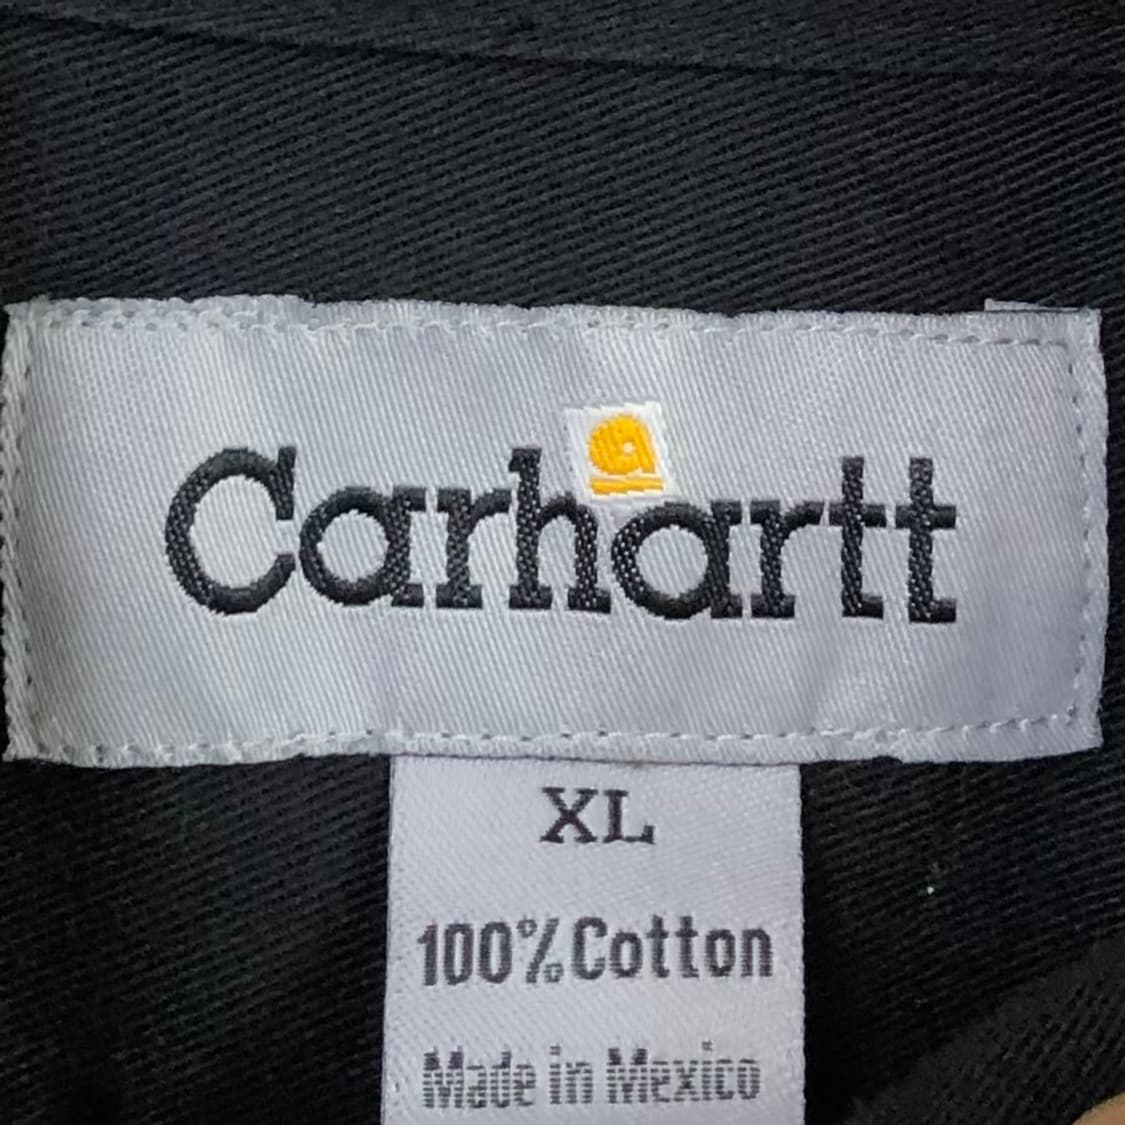 Carhartt
XL
100% Cotton
Made in Mexico